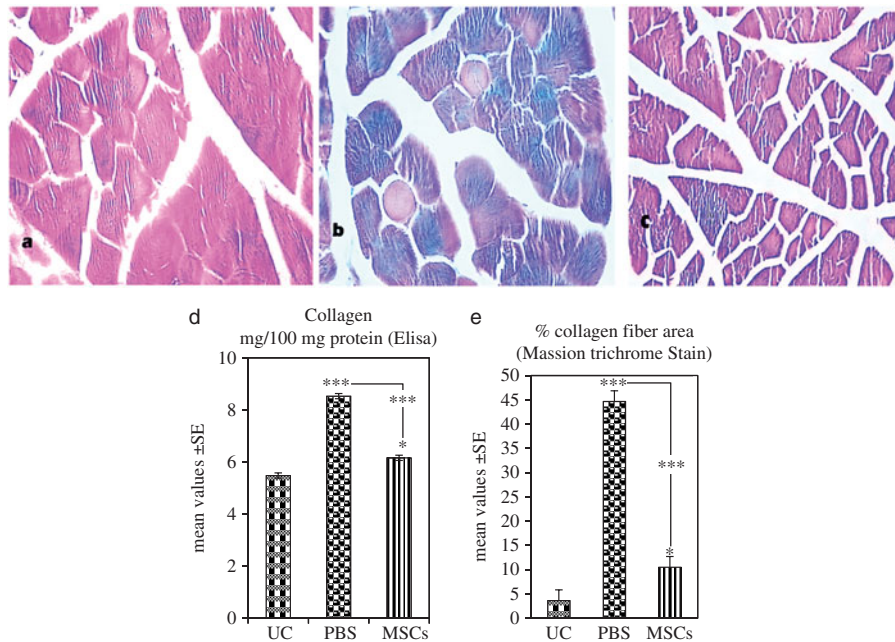 a
b
c
d
Collagen
mg/100 mg protein (Elisa)
mean values ±SE
10
8
6
4
2
0
***
***
*
UC
PBS
MSCs
e
% collagen fiber area
(Massion trichrome Stain)
mean values ±SE
50
45
40
35
30
25
20
15
10
5
0
***
***
*
UC
PBS
MSCs